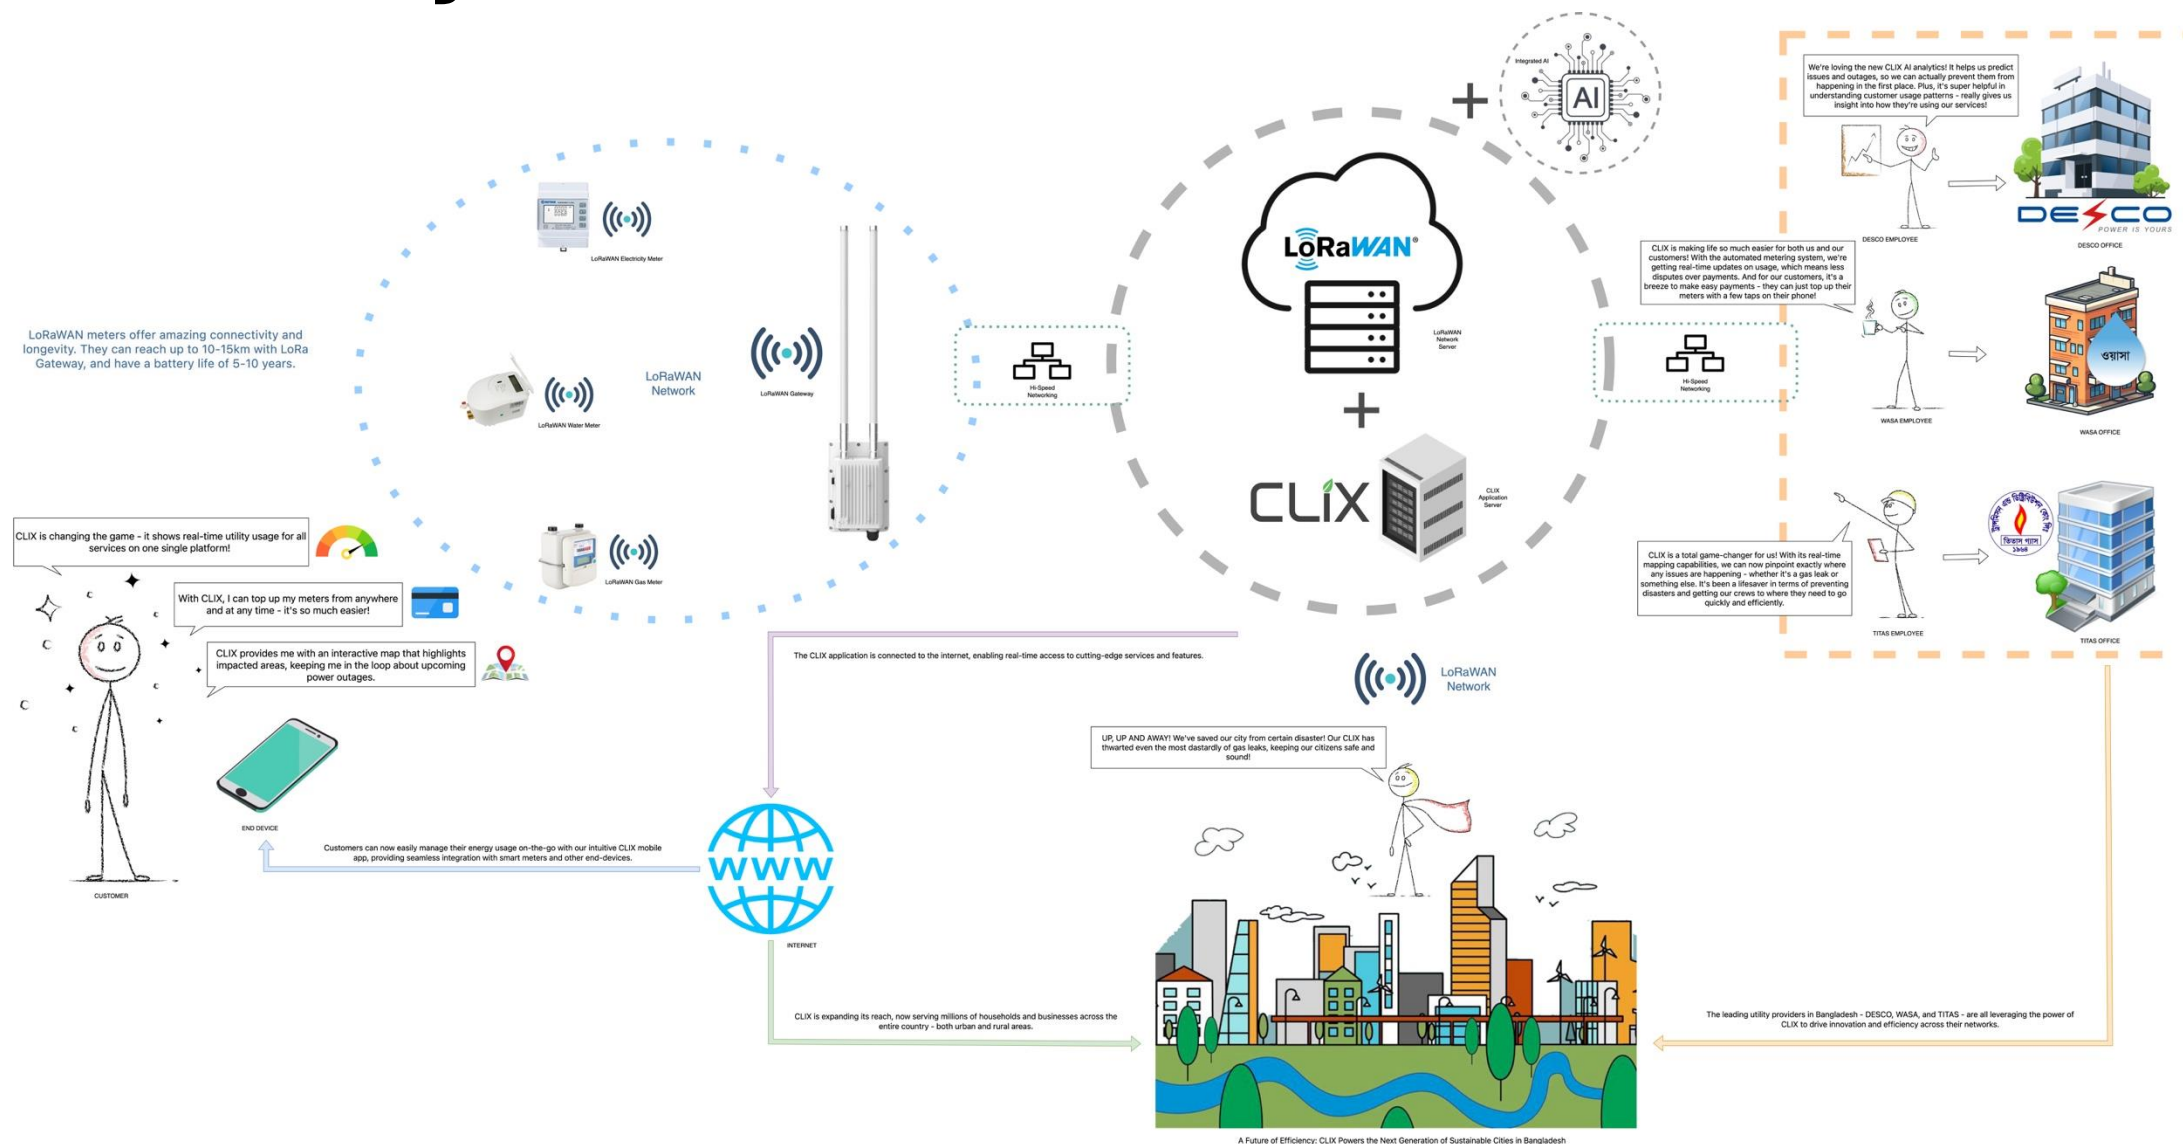 Integrated AI
AI
We're loving the new CLIX AI analytics! It helps us predict
issues and outages, so we can actually prevent them from
happening in the first place. Plus, it's super helpful in
understanding customer usage patterns - really gives us
insight into how they're using our services!
DESCO EMPLOYEE
DESCO
POWER IS YOURS
DESCO OFFICE
LoRaWAN Electricity Meter
LoRaWAN meters offer amazing connectivity and
longevity. They can reach up to 10-15km with LoRa
Gateway, and have a battery life of 5-10 years.
LoRaWAN Water Meter
LoRaWAN
Network
LoRaWAN Gateway
LoRaWAN Gas Meter
Hi-Speed
Networking
LoRaWAN®
LoRaWAN
Network
Server
CLiX
CLIX
Application
Server
Hi-Speed
Networking
CLIX is making life so much easier for both us and our
customers! With the automated metering system, we're
getting real-time updates on usage, which means less
disputes over payments. And for our customers, it's a
breeze to make easy payments - they can just top up their
meters with a few taps on their phone!
WASA EMPLOYEE
ওয়াসা
WASA OFFICE
CLIX is a total game-changer for us! With its real-time
mapping capabilities, we can now pinpoint exactly where
any issues are happening - whether it's a gas leak or
something else. It's been a lifesaver in terms of preventing
disasters and getting our crews to where they need to go
quickly and efficiently.
TITAS EMPLOYEE
তিতাস গ্যাস
১৯৬৪
TITAS OFFICE
CLIX is changing the game - it shows real-time utility usage for all
services on one single platform!
With CLIX, I can top up my meters from anywhere
and at any time - it's so much easier!
CLIX provides me with an interactive map that highlights
impacted areas, keeping me in the loop about upcoming
power outages.
END DEVICE
CUSTOMER
The CLIX application is connected to the internet, enabling real-time access to cutting-edge services and features.
LoRaWAN
Network
UP, UP AND AWAY! We've saved our city from certain disaster! Our CLIX has
thwarted even the most dastardly of gas leaks, keeping our citizens safe and
sound!
Customers can now easily manage their energy usage on-the-go with our intuitive CLIX mobile
app, providing seamless integration with smart meters and other end-devices.
WWW
INTERNET
CLIX is expanding its reach, now serving millions of households and businesses across the
entire country - both urban and rural areas.
The leading utility providers in Bangladesh - DESCO, WASA, and TITAS - are all leveraging the power of
CLIX to drive innovation and efficiency across their networks.
A Future of Efficiency: CLIX Powers the Next Generation of Sustainable Cities in Bangladesh